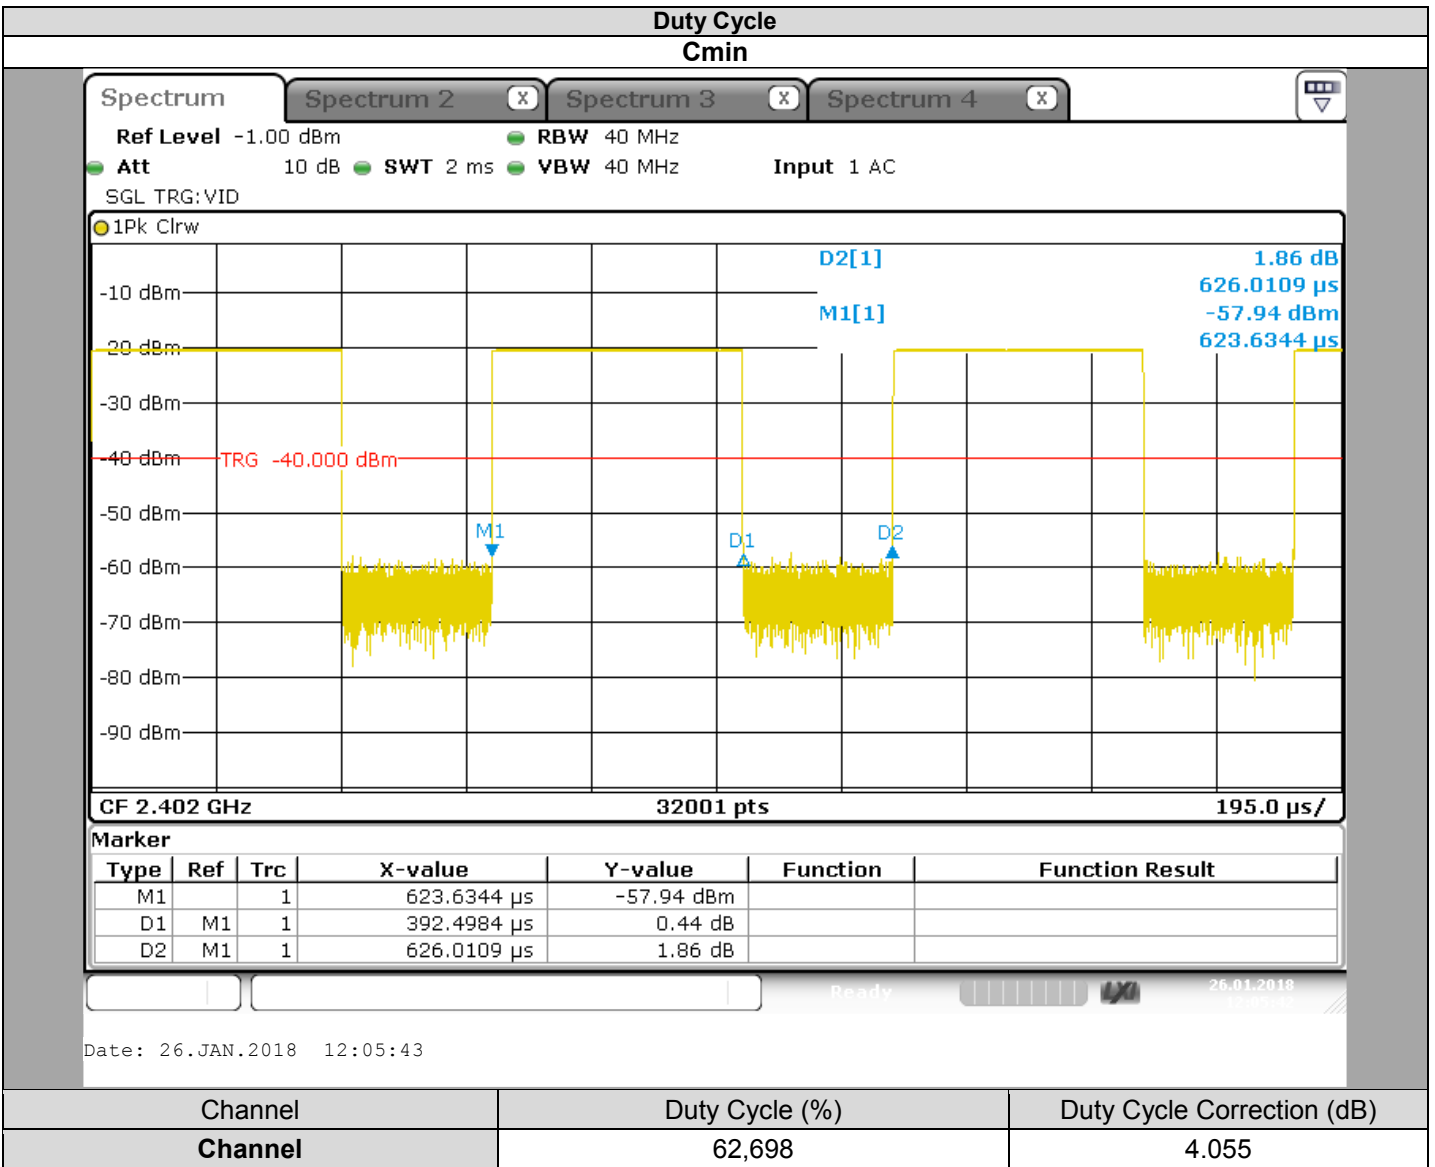 Duty Cycle
Cmin
Spectrum Spectrum 2 X Spectrum 3 X Spectrum 4 X
Ref Level -1.00 dBm RBW 40 MHz
Att 10 dB SWT 2 ms VBW 40 MHz Input 1 AC
SGL TRG:VID
1Pk Clrw
D2[1] 1.86 dB
626.0109 µs
-10 dBm
M1[1] -57.94 dBm
623.6344 µs
-20 dBm
-30 dBm
-40 dBm TRG -40.000 dBm
-50 dBm
M1 D1 D2
-60 dBm
-70 dBm
-80 dBm
-90 dBm
CF 2.402 GHz 32001 pts 195.0 µs/
Marker
Type Ref Trc X-value Y-value Function Function Result
M1 1 623.6344 µs -57.94 dBm
D1 M1 1 392.4984 µs 0.44 dB
D2 M1 1 626.0109 µs 1.86 dB
Ready LXI 26.01.2018
12:05:42
Date: 26.JAN.2018 12:05:43
Channel Duty Cycle (%) Duty Cycle Correction (dB)
Channel 62,698 4.055